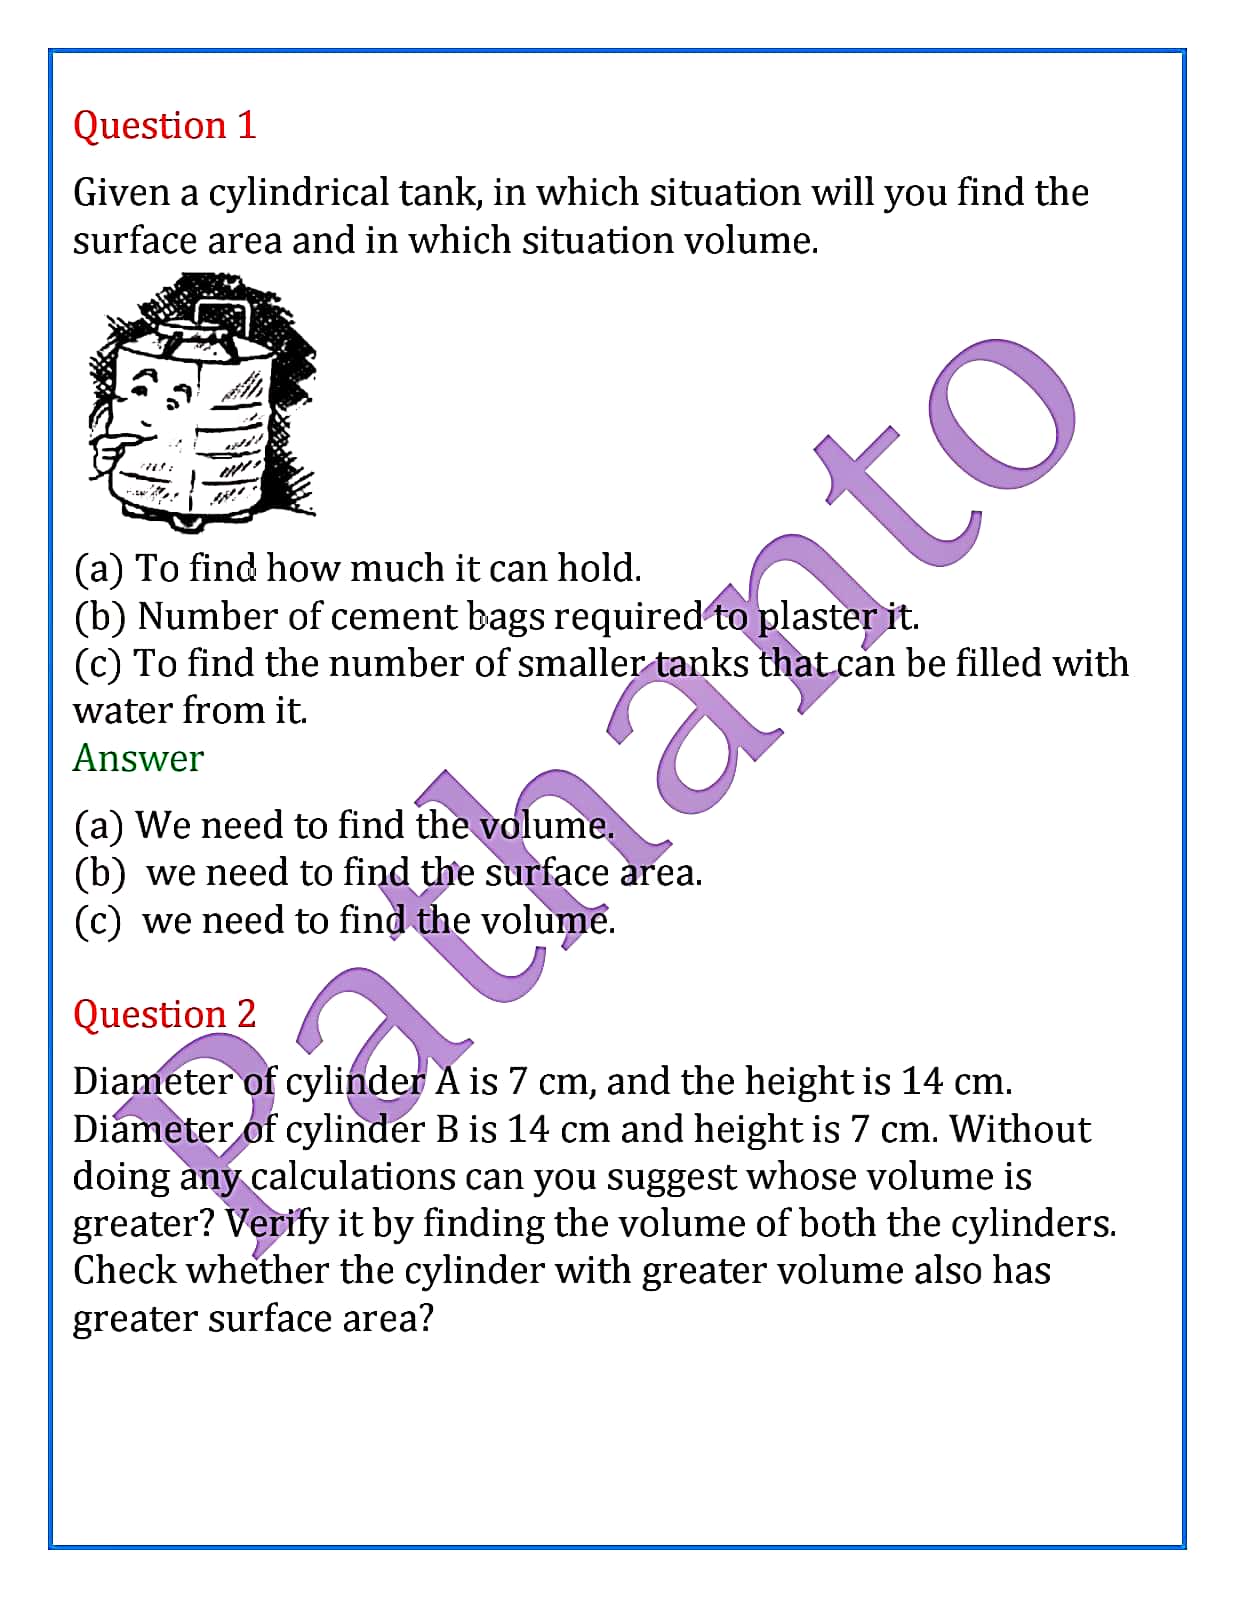 Question 1
Given a cylindrical tank, in which situation will you find the
surface area and in which situation volume.
(a) To find how much it can hold.
(b) Number of cement bags required to plaster it.
(c) To find the number of smaller tanks that can be filled with
water from it.
Answer
(a) We need to find the volume.
(b) we need to find the surface area.
(c) we need to find the volume.
Question 2
Diameter of cylinder A is 7 cm, and the height is 14 cm.
Diameter of cylinder B is 14 cm and height is 7 cm. Without
doing any calculations can you suggest whose volume is
greater? Verify it by finding the volume of both the cylinders.
Check whether the cylinder with greater volume also has
greater surface area?
Pathanto